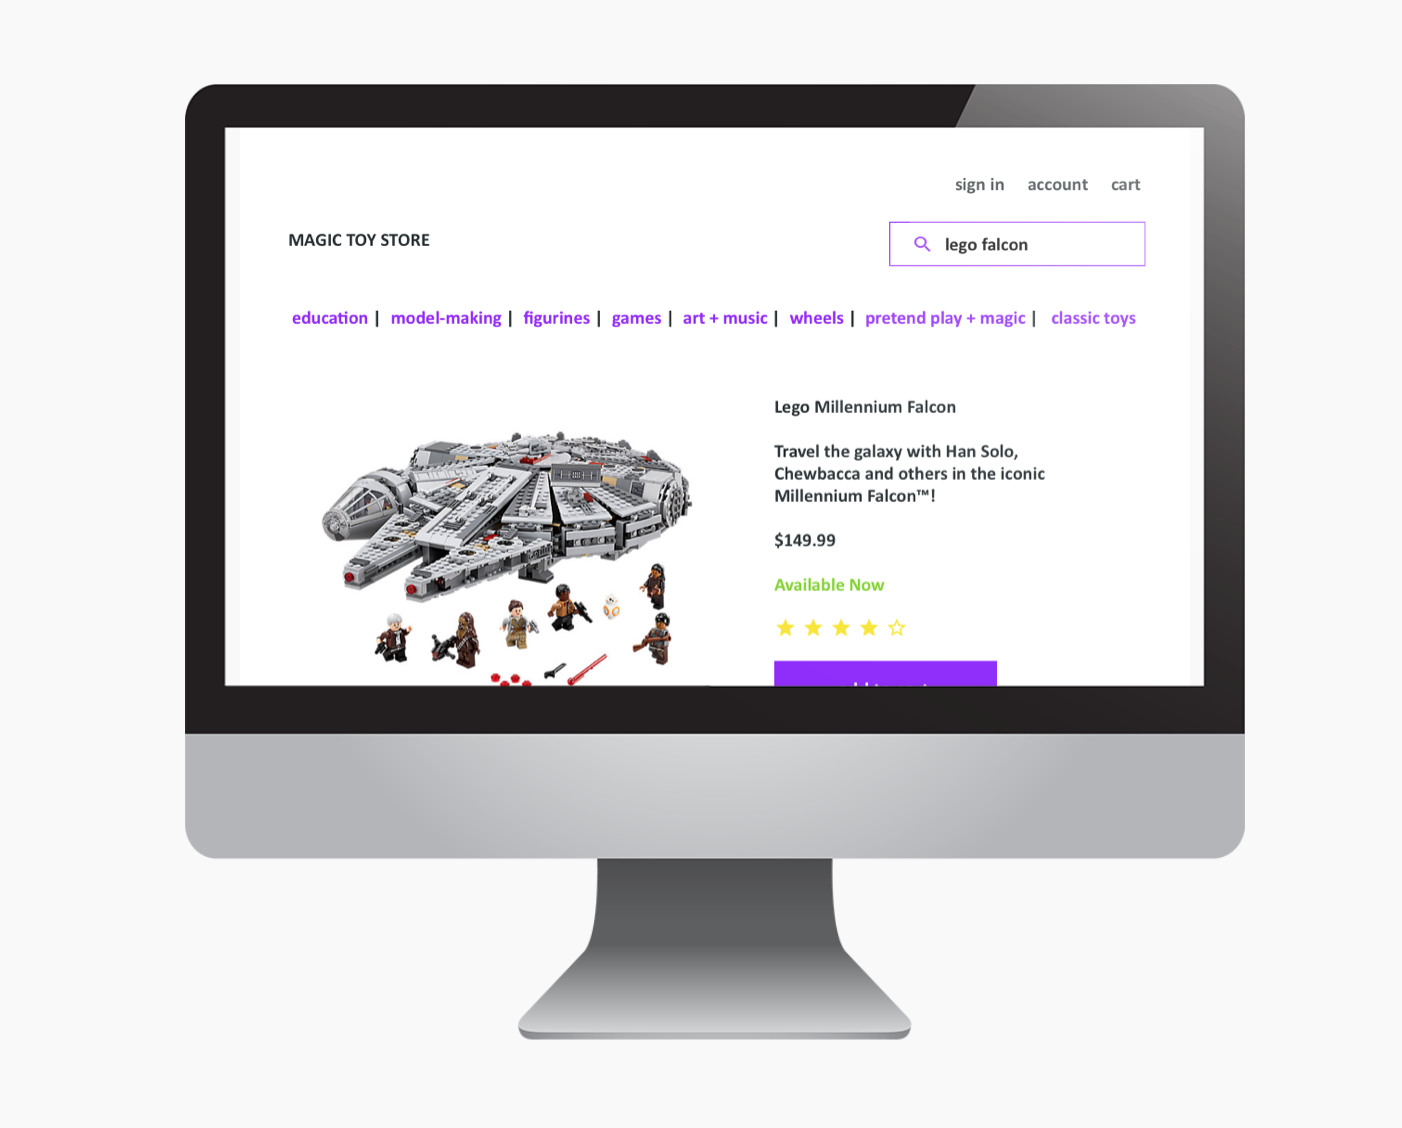 sign in account cart
MAGIC TOY STORE
lego falcon
education | model-making | figurines | games | art + music | wheels | pretend play + magic | classic toys
Lego Millennium Falcon
Travel the galaxy with Han Solo,
Chewbacca and others in the iconic
Millennium Falcon™!
$149.99
Available Now